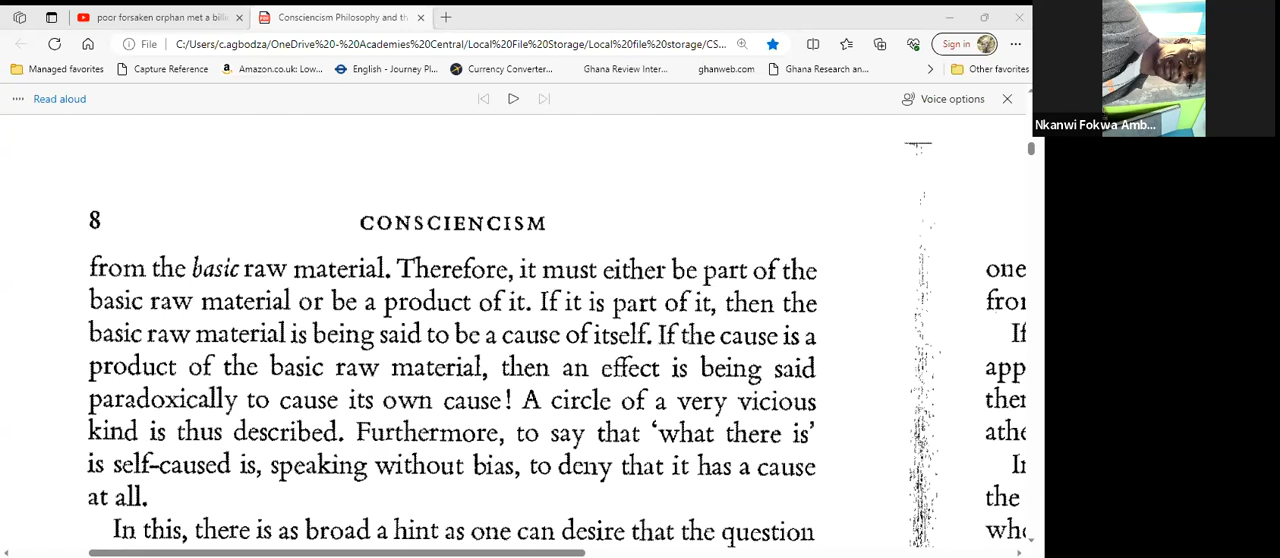 poor forsaken orphan met a billi
Consciencism Philosophy and th
File
C:/Users/c.agbodza/OneDrive%20-%20Academies%20Central/Local%20File%20Storage/Local%20file%20storage/CS...
Sign in
Managed favorites
Capture Reference
Amazon.co.uk: Low...
English - Journey Pl...
Currency Converter...
Ghana Review Inter...
ghanweb.com
Ghana Research an...
Other favorites
Read aloud
Voice options
Nkanwi Fokwa Amb...
8 CONSCIENCISM
from the basic raw material. Therefore, it must either be part of the
basic raw material or be a product of it. If it is part of it, then the
basic raw material is being said to be a cause of itself. If the cause is a
product of the basic raw material, then an effect is being said
paradoxically to cause its own cause! A circle of a very vicious
kind is thus described. Furthermore, to say that ‘what there is’
is self-caused is, speaking without bias, to deny that it has a cause
at all.
In this, there is as broad a hint as one can desire that the question
one
fro
If
app
ther
athe
In
the
who